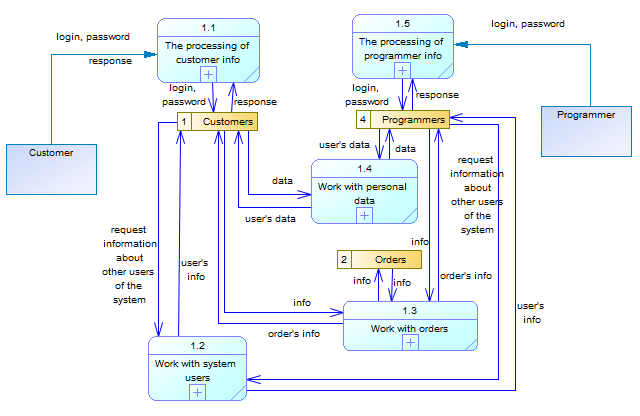 login, password
response
Customer
1.1
The processing of
customer info
+
login,
password
response
1 Customers
1.5
The processing of
programmer info
+
login,
password
response
4 Programmers
login, password
Programmer
user's data
data
1.4
Work with personal
data
+
data
user's data
request
information
about
other users
of the
system
request
information
about
other users
of the
system
user's
info
info
2 Orders
info
info
order's info
info
order's info
1.3
Work with orders
+
user's
info
1.2
Work with system
users
+